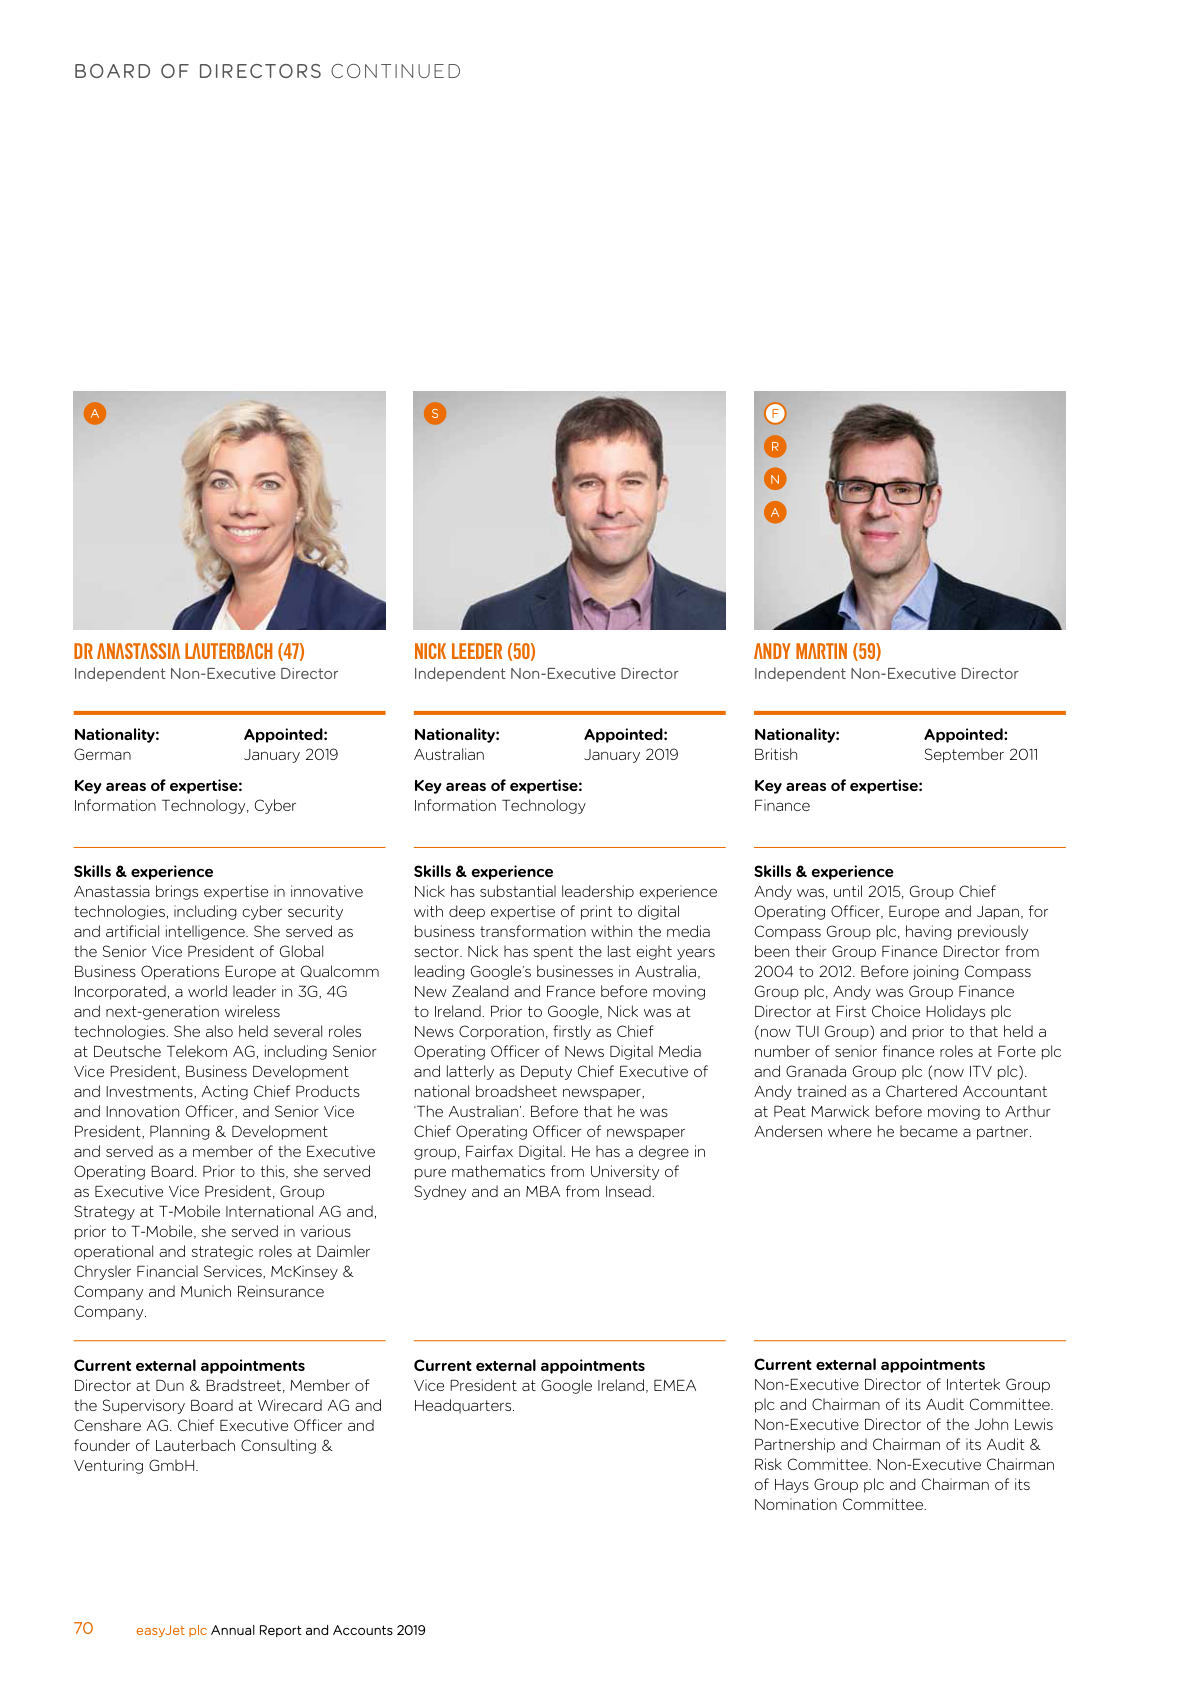 BOARD OF DIRECTORS CONTINUED
A
DR ANASTASSIA LAUTERBACH (47)
Independent Non-Executive Director
Nationality: Appointed:
German January 2019
Key areas of expertise:
Information Technology, Cyber
Skills & experience
Anastassia brings expertise in innovative
technologies, including cyber security
and artificial intelligence. She served as
the Senior Vice President of Global
Business Operations Europe at Qualcomm
Incorporated, a world leader in 3G, 4G
and next-generation wireless
technologies. She also held several roles
at Deutsche Telekom AG, including Senior
Vice President, Business Development
and Investments, Acting Chief Products
and Innovation Officer, and Senior Vice
President, Planning & Development
and served as a member of the Executive
Operating Board. Prior to this, she served
as Executive Vice President, Group
Strategy at T-Mobile International AG and,
prior to T-Mobile, she served in various
operational and strategic roles at Daimler
Chrysler Financial Services, McKinsey &
Company and Munich Reinsurance
Company.
Current external appointments
Director at Dun & Bradstreet, Member of
the Supervisory Board at Wirecard AG and
Censhare AG. Chief Executive Officer and
founder of Lauterbach Consulting &
Venturing GmbH.
S
NICK LEEDER (50)
Independent Non-Executive Director
Nationality: Appointed:
Australian January 2019
Key areas of expertise:
Information Technology
Skills & experience
Nick has substantial leadership experience
with deep expertise of print to digital
business transformation within the media
sector. Nick has spent the last eight years
leading Google's businesses in Australia,
New Zealand and France before moving
to Ireland. Prior to Google, Nick was at
News Corporation, firstly as Chief
Operating Officer of News Digital Media
and latterly as Deputy Chief Executive of
national broadsheet newspaper,
'The Australian'. Before that he was
Chief Operating Officer of newspaper
group, Fairfax Digital. He has a degree in
pure mathematics from University of
Sydney and an MBA from Insead.
Current external appointments
Vice President at Google Ireland, EMEA
Headquarters.
F
R
N
A
ANDY MARTIN (59)
Independent Non-Executive Director
Nationality: Appointed:
British September 2011
Key areas of expertise:
Finance
Skills & experience
Andy was, until 2015, Group Chief
Operating Officer, Europe and Japan, for
Compass Group plc, having previously
been their Group Finance Director from
2004 to 2012. Before joining Compass
Group plc, Andy was Group Finance
Director at First Choice Holidays plc
(now TUI Group) and prior to that held a
number of senior finance roles at Forte plc
and Granada Group plc (now ITV plc).
Andy trained as a Chartered Accountant
at Peat Marwick before moving to Arthur
Andersen where he became a partner.
Current external appointments
Non-Executive Director of Intertek Group
plc and Chairman of its Audit Committee.
Non-Executive Director of the John Lewis
Partnership and Chairman of its Audit &
Risk Committee. Non-Executive Chairman
of Hays Group plc and Chairman of its
Nomination Committee.
70 easyJet plc Annual Report and Accounts 2019